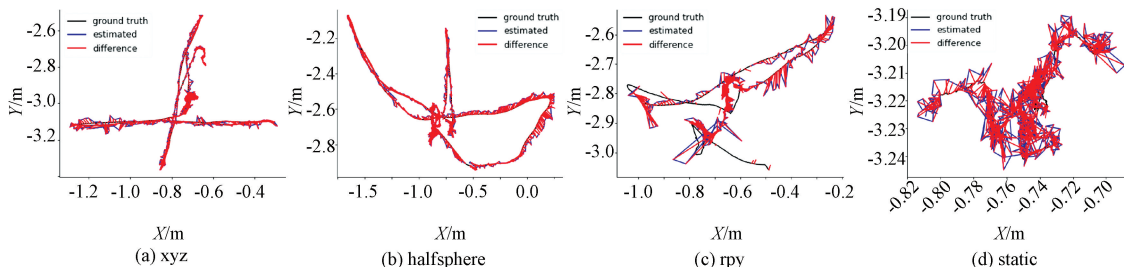 ground truth
estimated
difference
-2.6
-2.8
-3.0
-3.2
-1.2 -1.0 -0.8 -0.6 -0.4
Y/m
X/m
(a) xyz
ground truth
estimated
difference
-2.2
-2.4
-2.6
-2.8
-1.5 -1.0 -0.5 0.0
Y/m
X/m
(b) halfsphere
ground truth
estimated
difference
-2.6
-2.7
-2.8
-2.9
-3.0
-1.0 -0.8 -0.6 -0.4 -0.2
Y/m
X/m
(c) rpy
ground truth
estimated
difference
-3.19
-3.20
-3.21
-3.22
-3.23
-3.24
-0.82 -0.80 -0.78 -0.76 -0.74 -0.72 -0.70
Y/m
X/m
(d) static